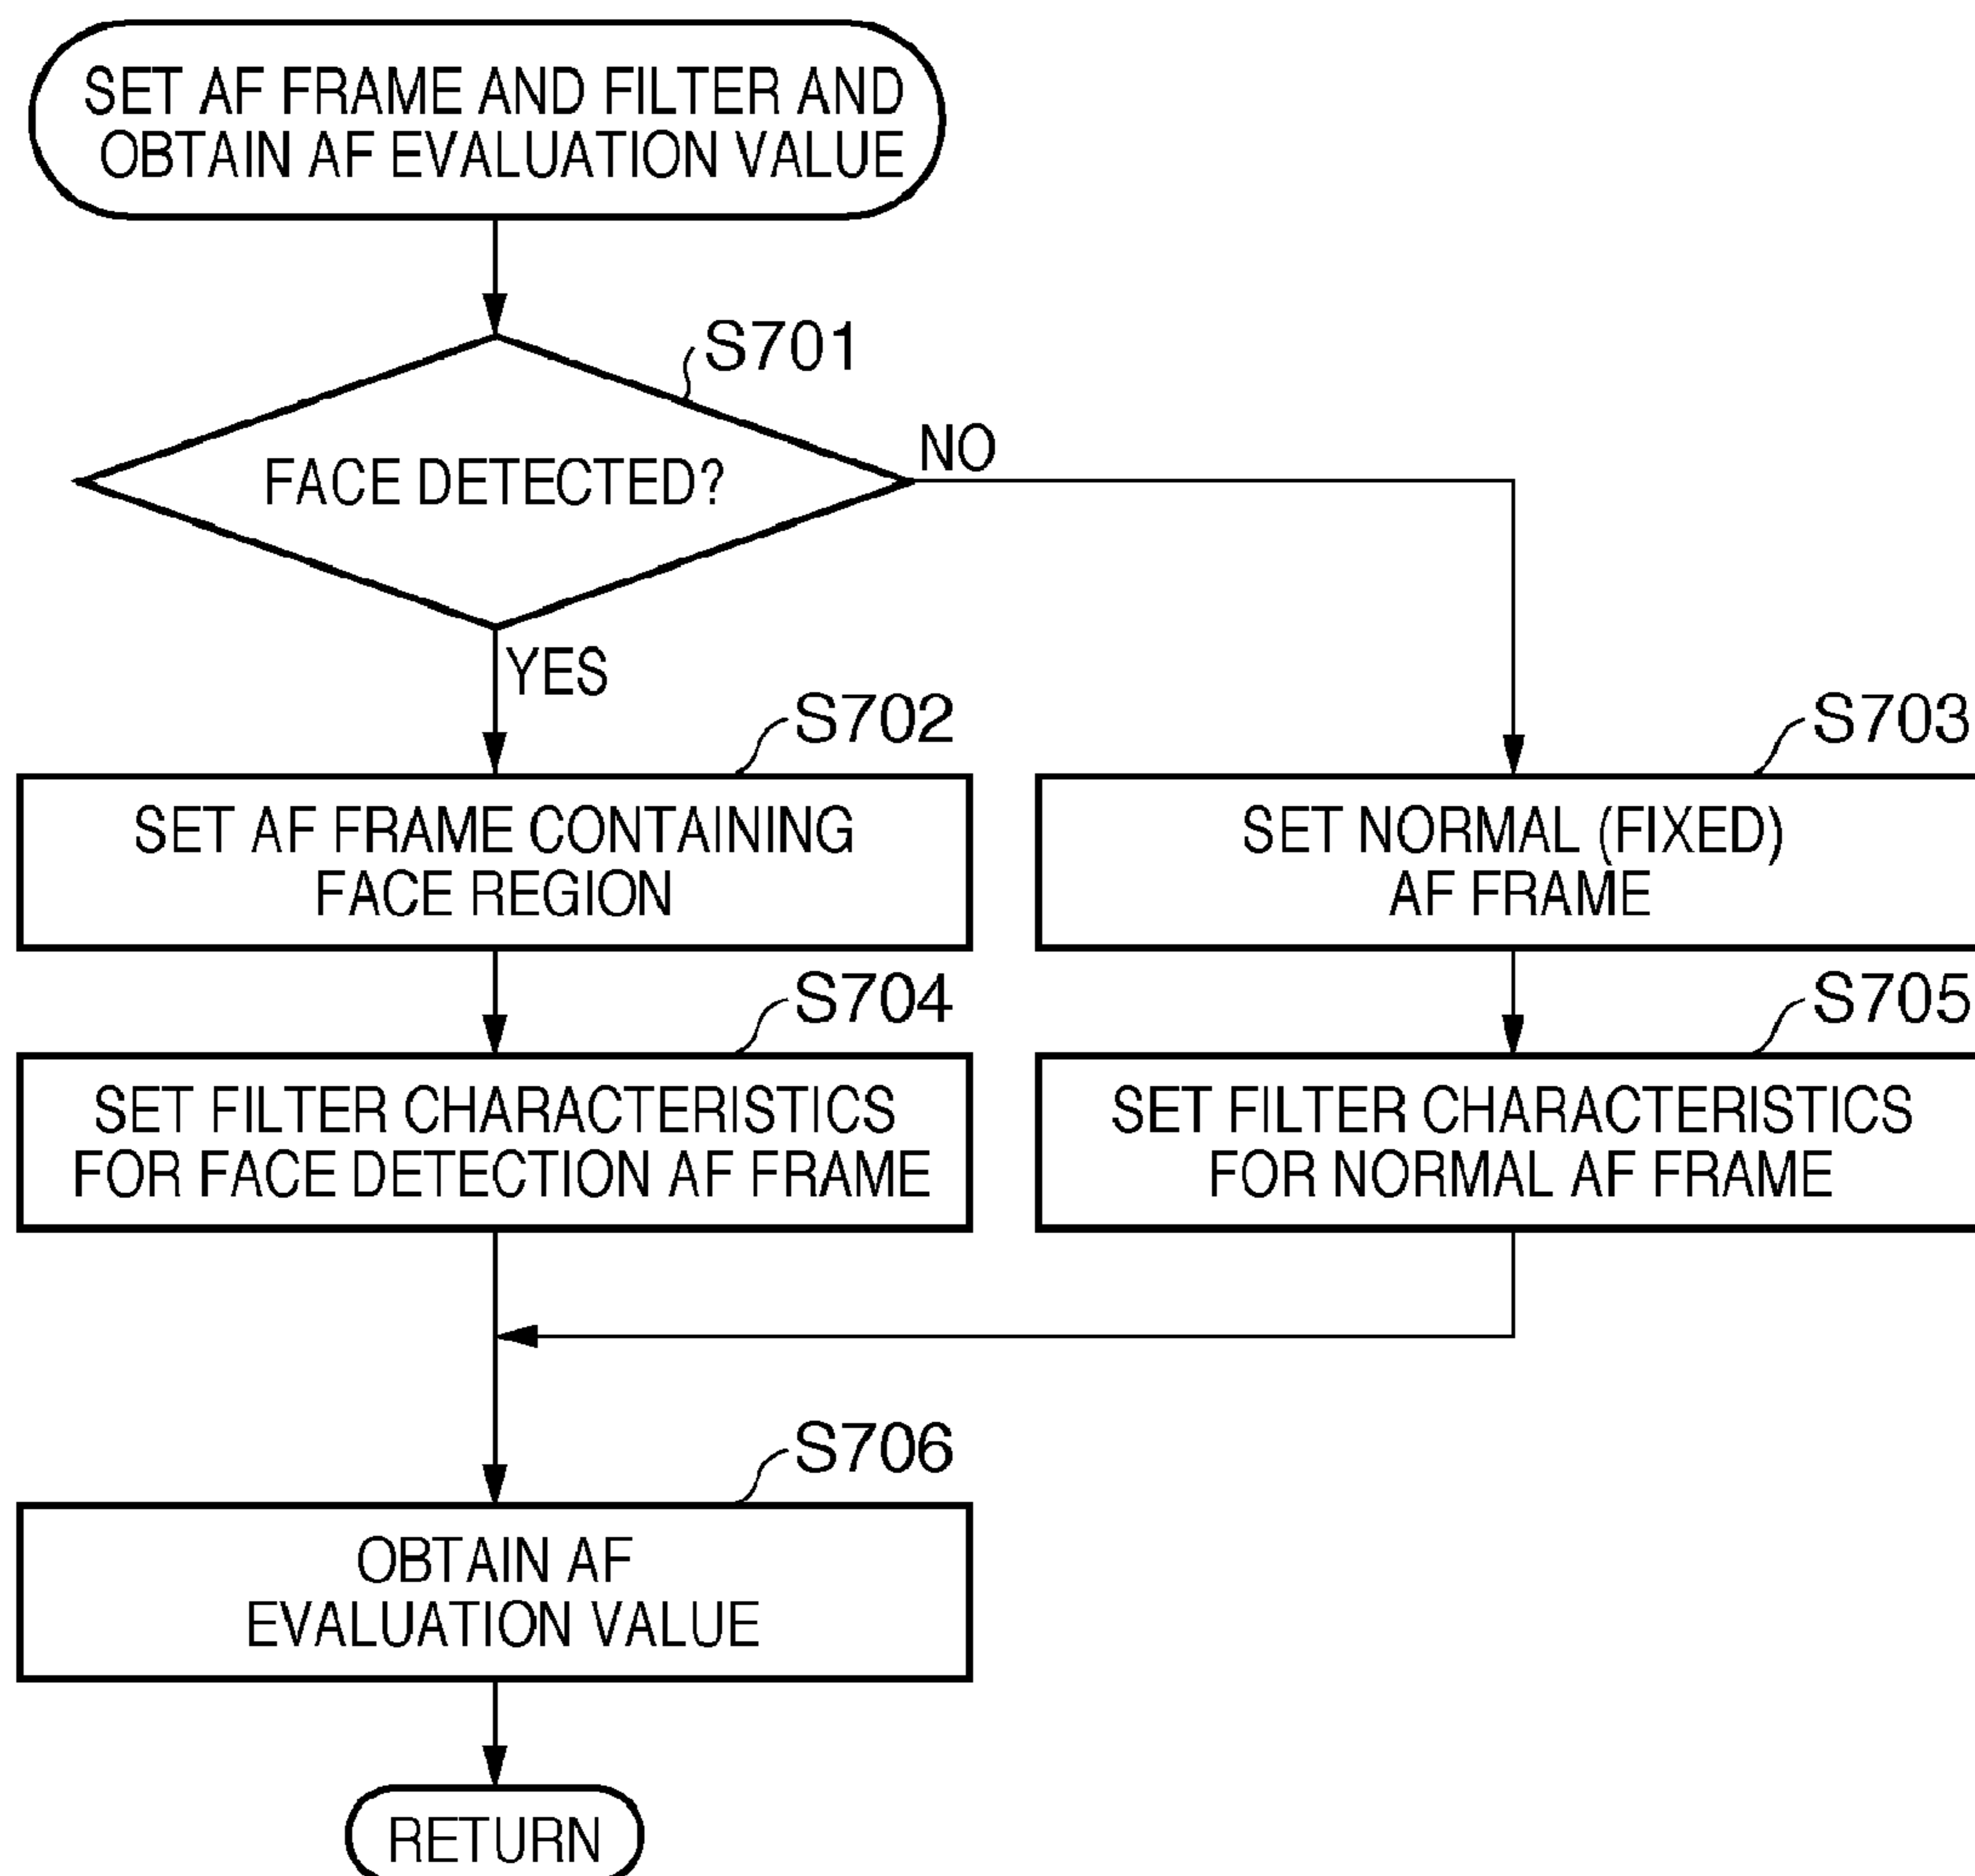 SET AF FRAME AND FILTER AND
OBTAIN AF EVALUATION VALUE
S701
FACE DETECTED?
NO
YES
S702
SET AF FRAME CONTAINING
FACE REGION
S703
SET NORMAL (FIXED)
AF FRAME
S704
SET FILTER CHARACTERISTICS
FOR FACE DETECTION AF FRAME
S705
SET FILTER CHARACTERISTICS
FOR NORMAL AF FRAME
S706
OBTAIN AF
EVALUATION VALUE
RETURN